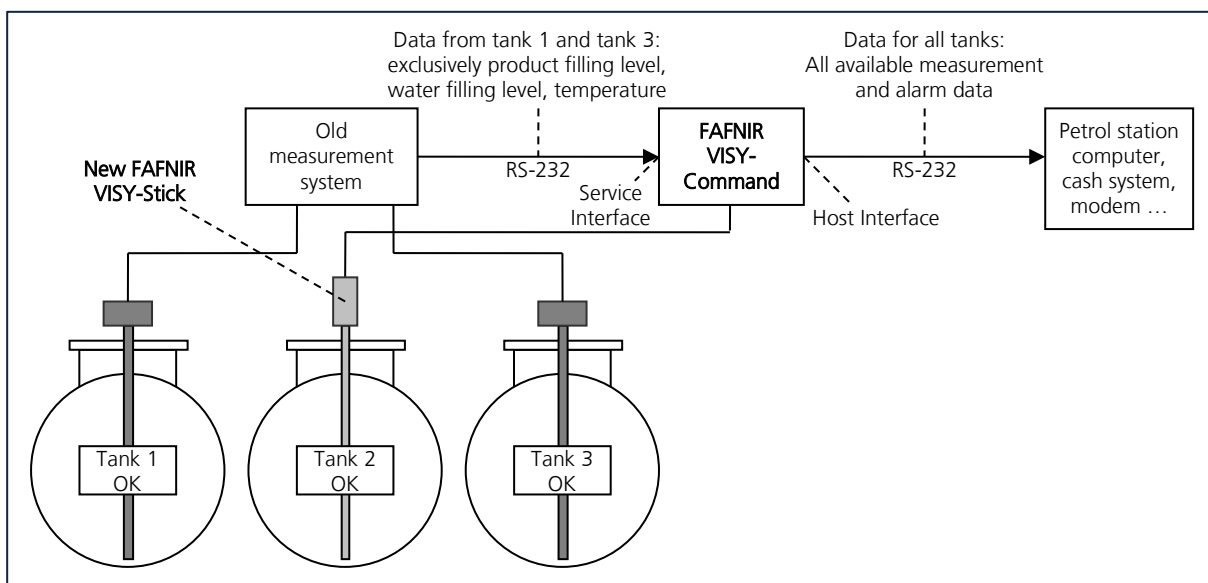 Data from tank 1 and tank 3:
exclusively product filling level,
water filling level, temperature
Data for all tanks:
All available measurement
and alarm data
Old
measurement
system
FAFNIR
VISY-
Command
Petrol station
computer,
cash system,
modem ...
New FAFNIR
VISY-Stick
RS-232
Service
Interface
RS-232
Host Interface
Tank 1
OK
Tank 2
OK
Tank 3
OK